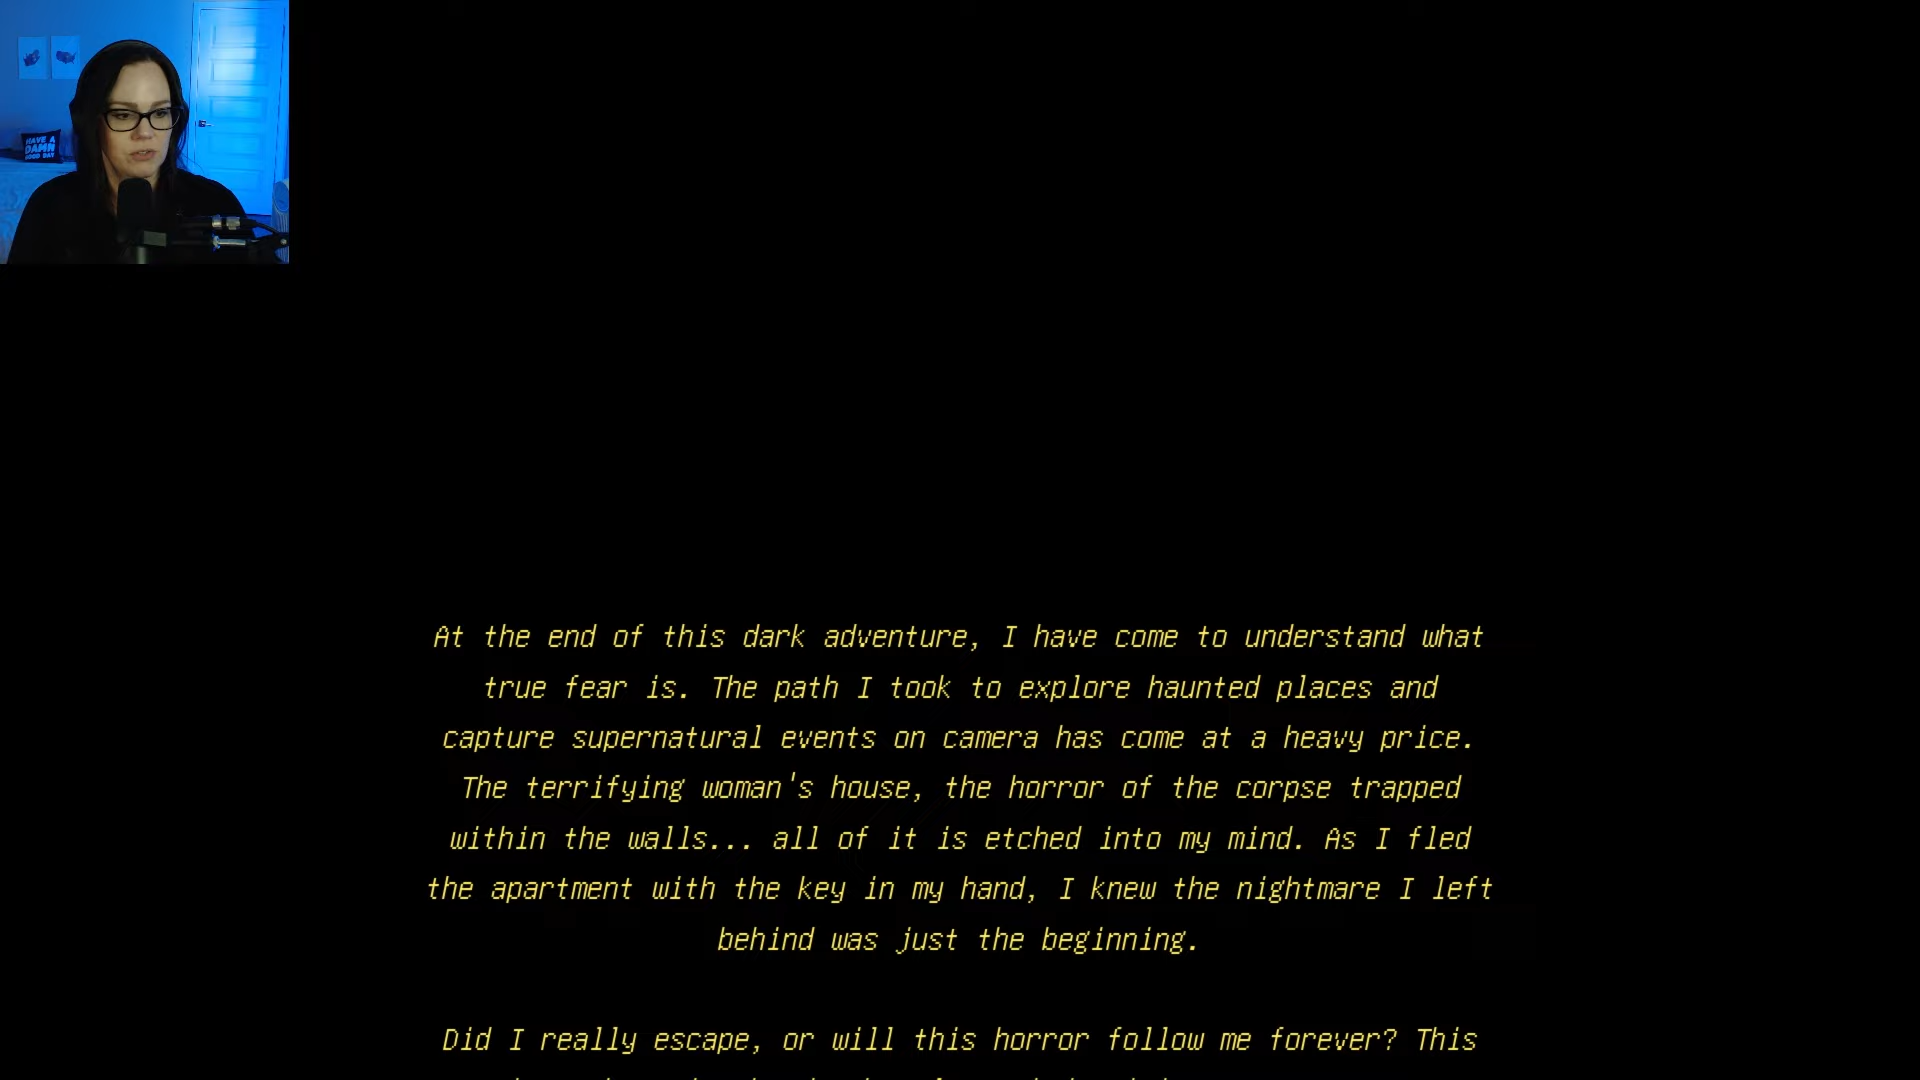 HAVE A
DAMN
GOOD DAY
At the end of this dark adventure, I have come to understand what
true fear is. The path I took to explore haunted places and
capture supernatural events on camera has come at a heavy price.
The terrifying woman's house, the horror of the corpse trapped
within the walls... all of it is etched into my mind. As I fled
the apartment with the key in my hand, I knew the nightmare I left
behind was just the beginning.
Did I really escape, or will this horror follow me forever? This